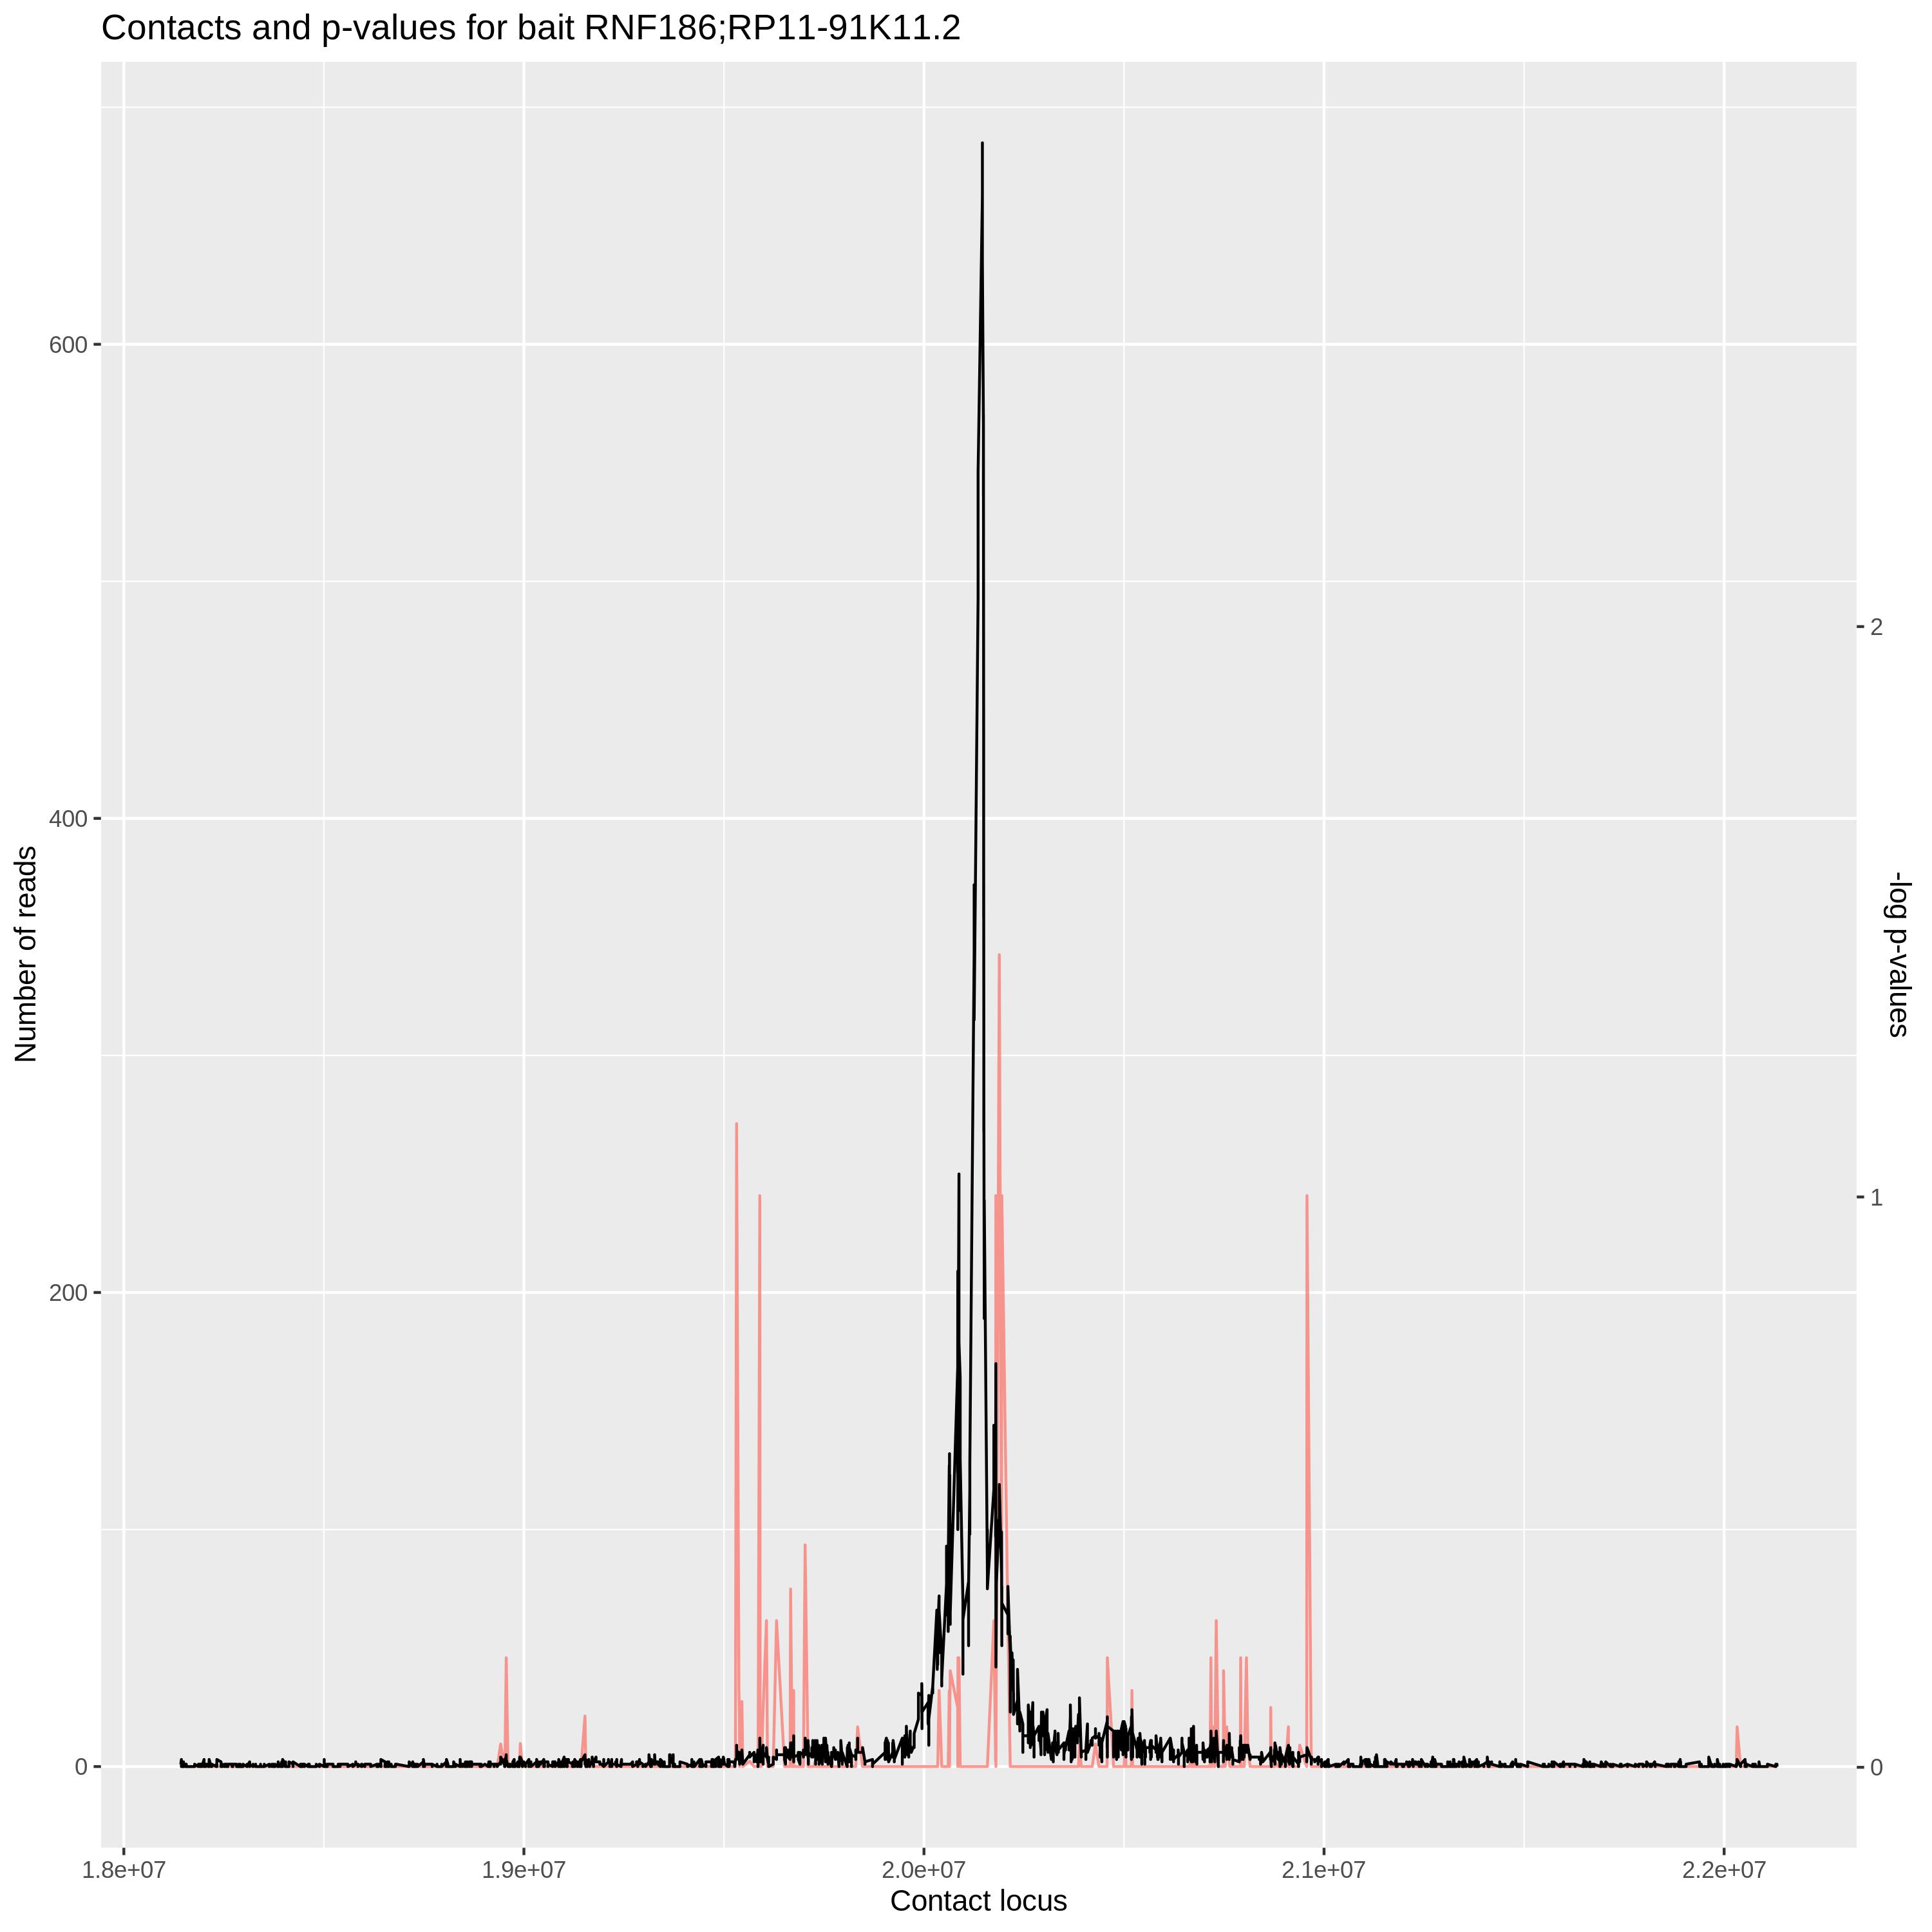 Contacts and p-values for bait RNF186;RP11-91K11.2
Number of reads
600
400
200
0
2
1
0
-log p-values
1.8e+07 1.9e+07 2.0e+07 2.1e+07 2.2e+07
Contact locus